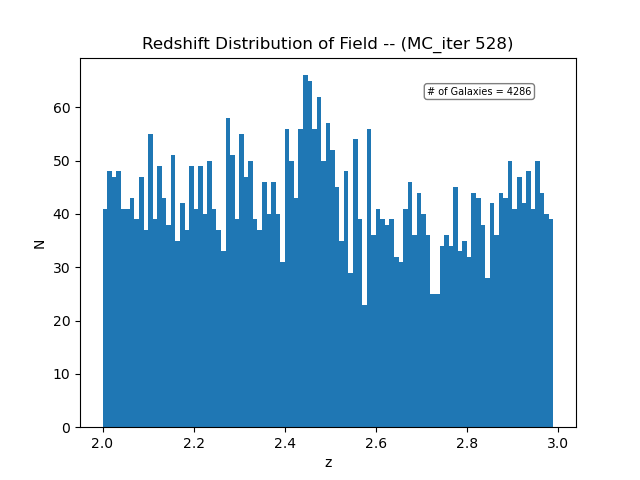 Redshift Distribution of Field -- (MC_iter 528)
# of Galaxies = 4286
N
60
50
40
30
20
10
0
2.0 2.2 2.4 2.6 2.8 3.0
z